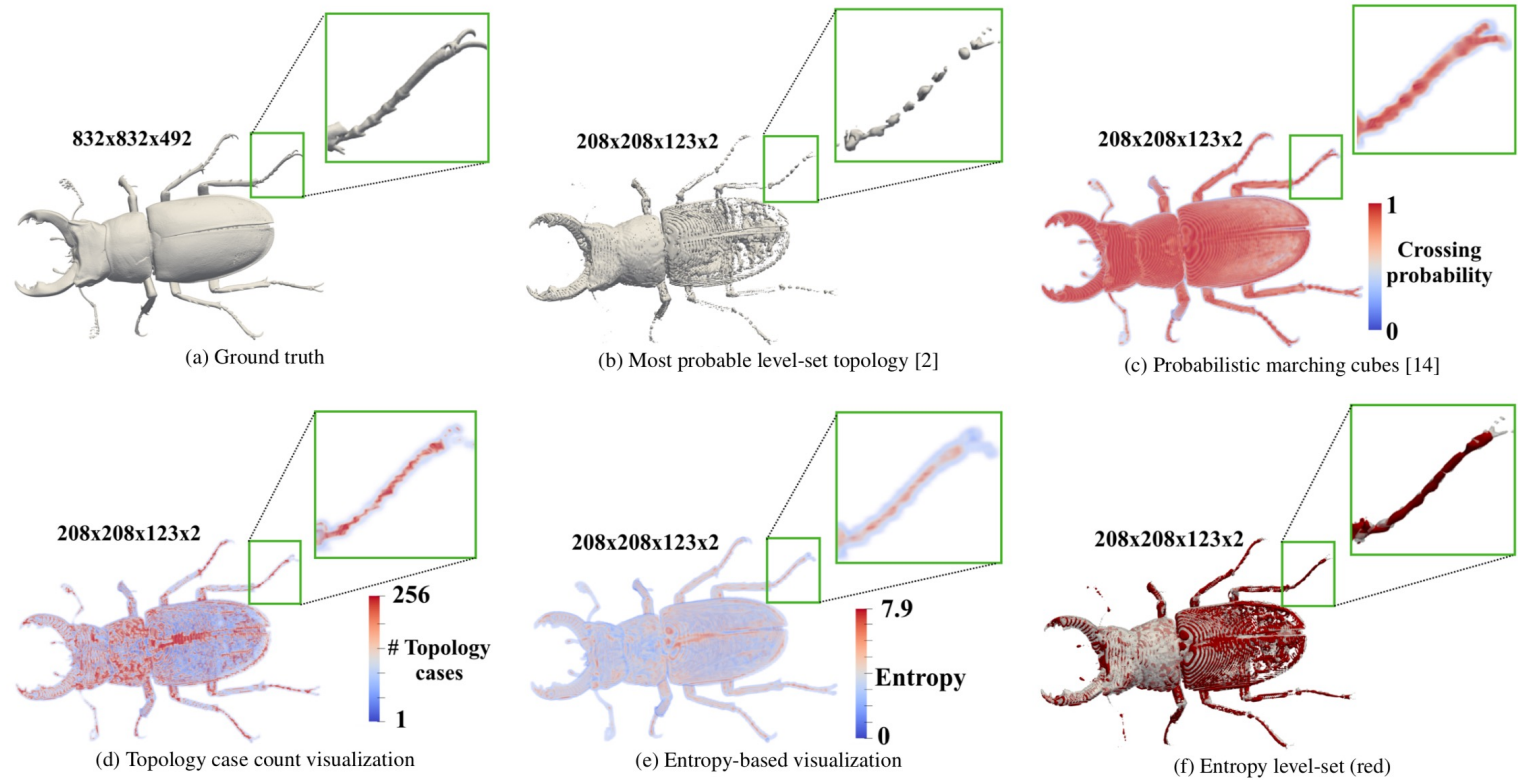 832x832x492
(a) Ground truth
208x208x123x2
(b) Most probable level-set topology [2]
208x208x123x2
1
Crossing
probability
0
(c) Probabilistic marching cubes [14]
208x208x123x2
256
# Topology
cases
1
(d) Topology case count visualization
208x208x123x2
7.9
Entropy
0
(e) Entropy-based visualization
208x208x123x2
(f) Entropy level-set (red)